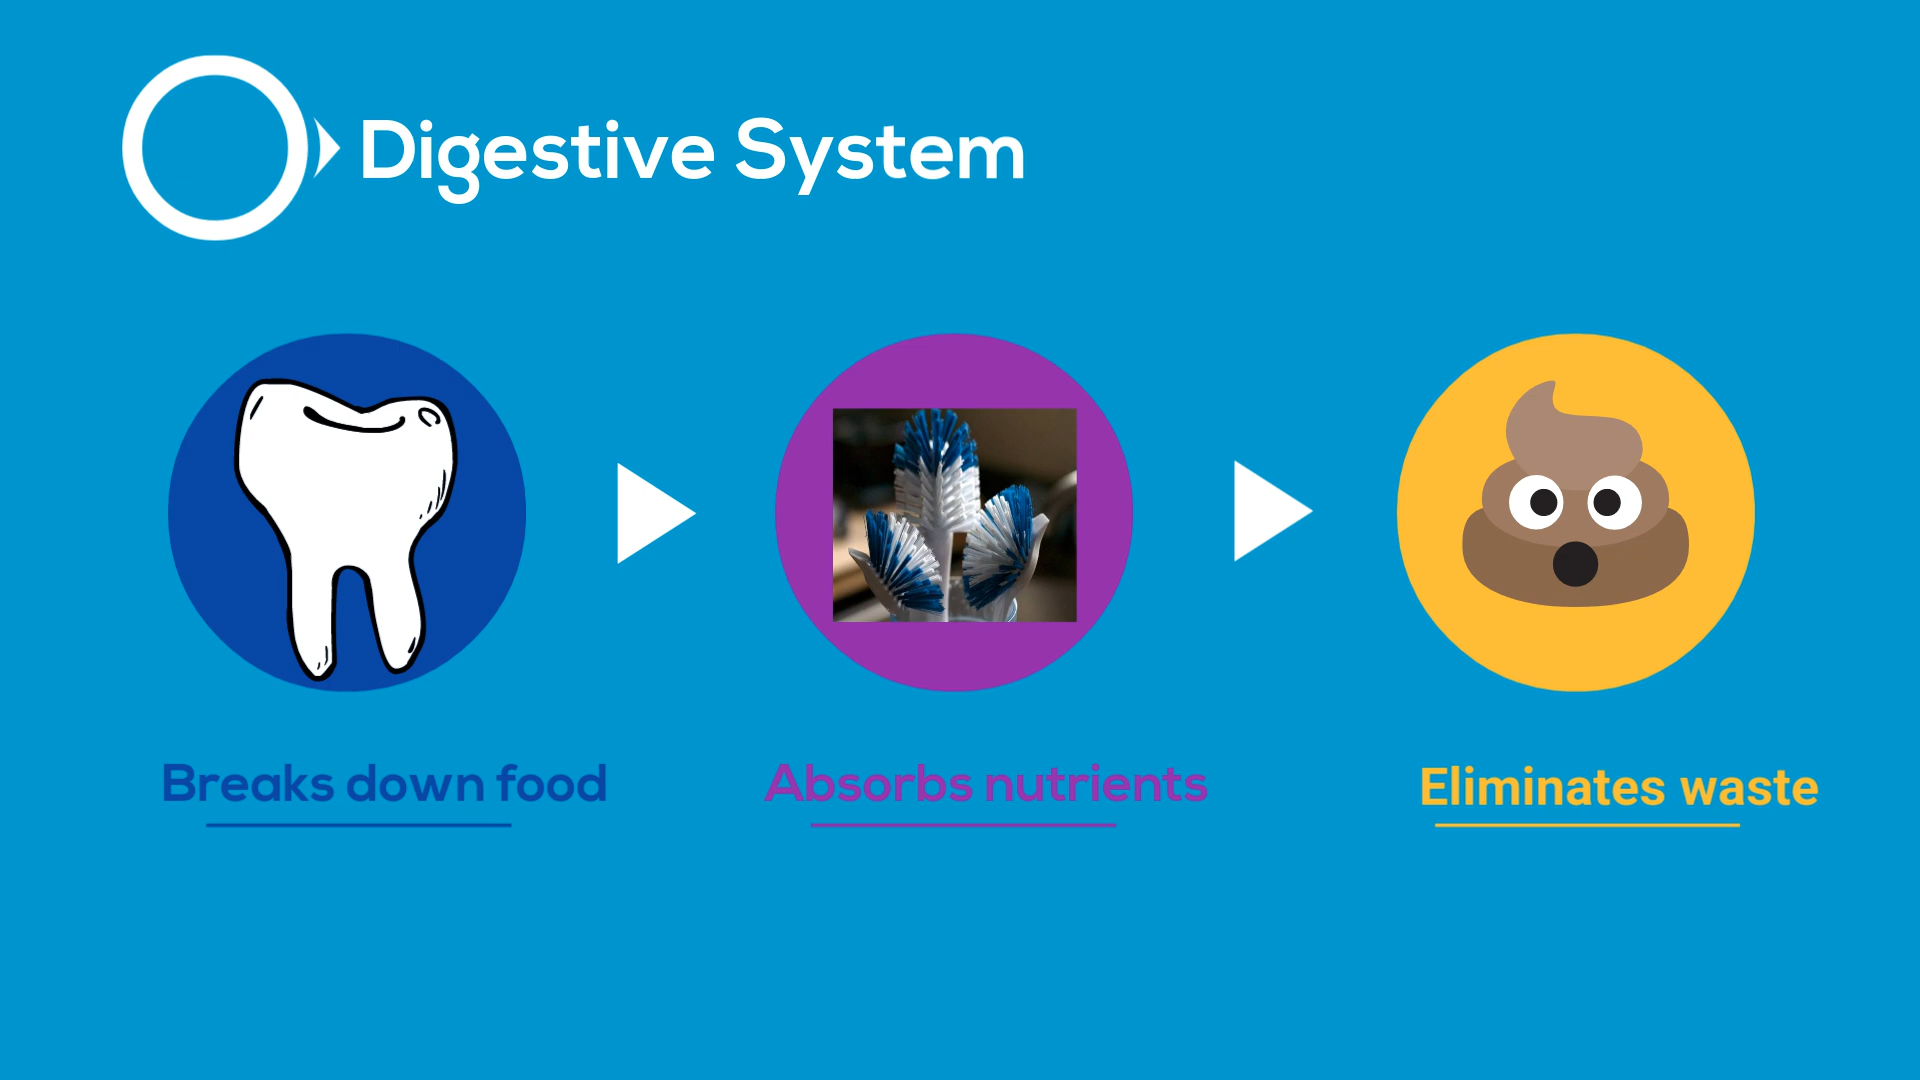 Digestive System
Breaks down food
Absorbs nutrients
Eliminates waste